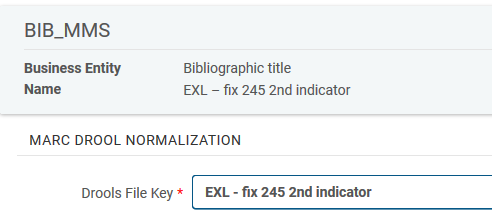 BIB_MMS
Business Entity Bibliographic title
Name EXL – fix 245 2nd indicator
MARC DROOL NORMALIZATION
Drools File Key * EXL - fix 245 2nd indicator